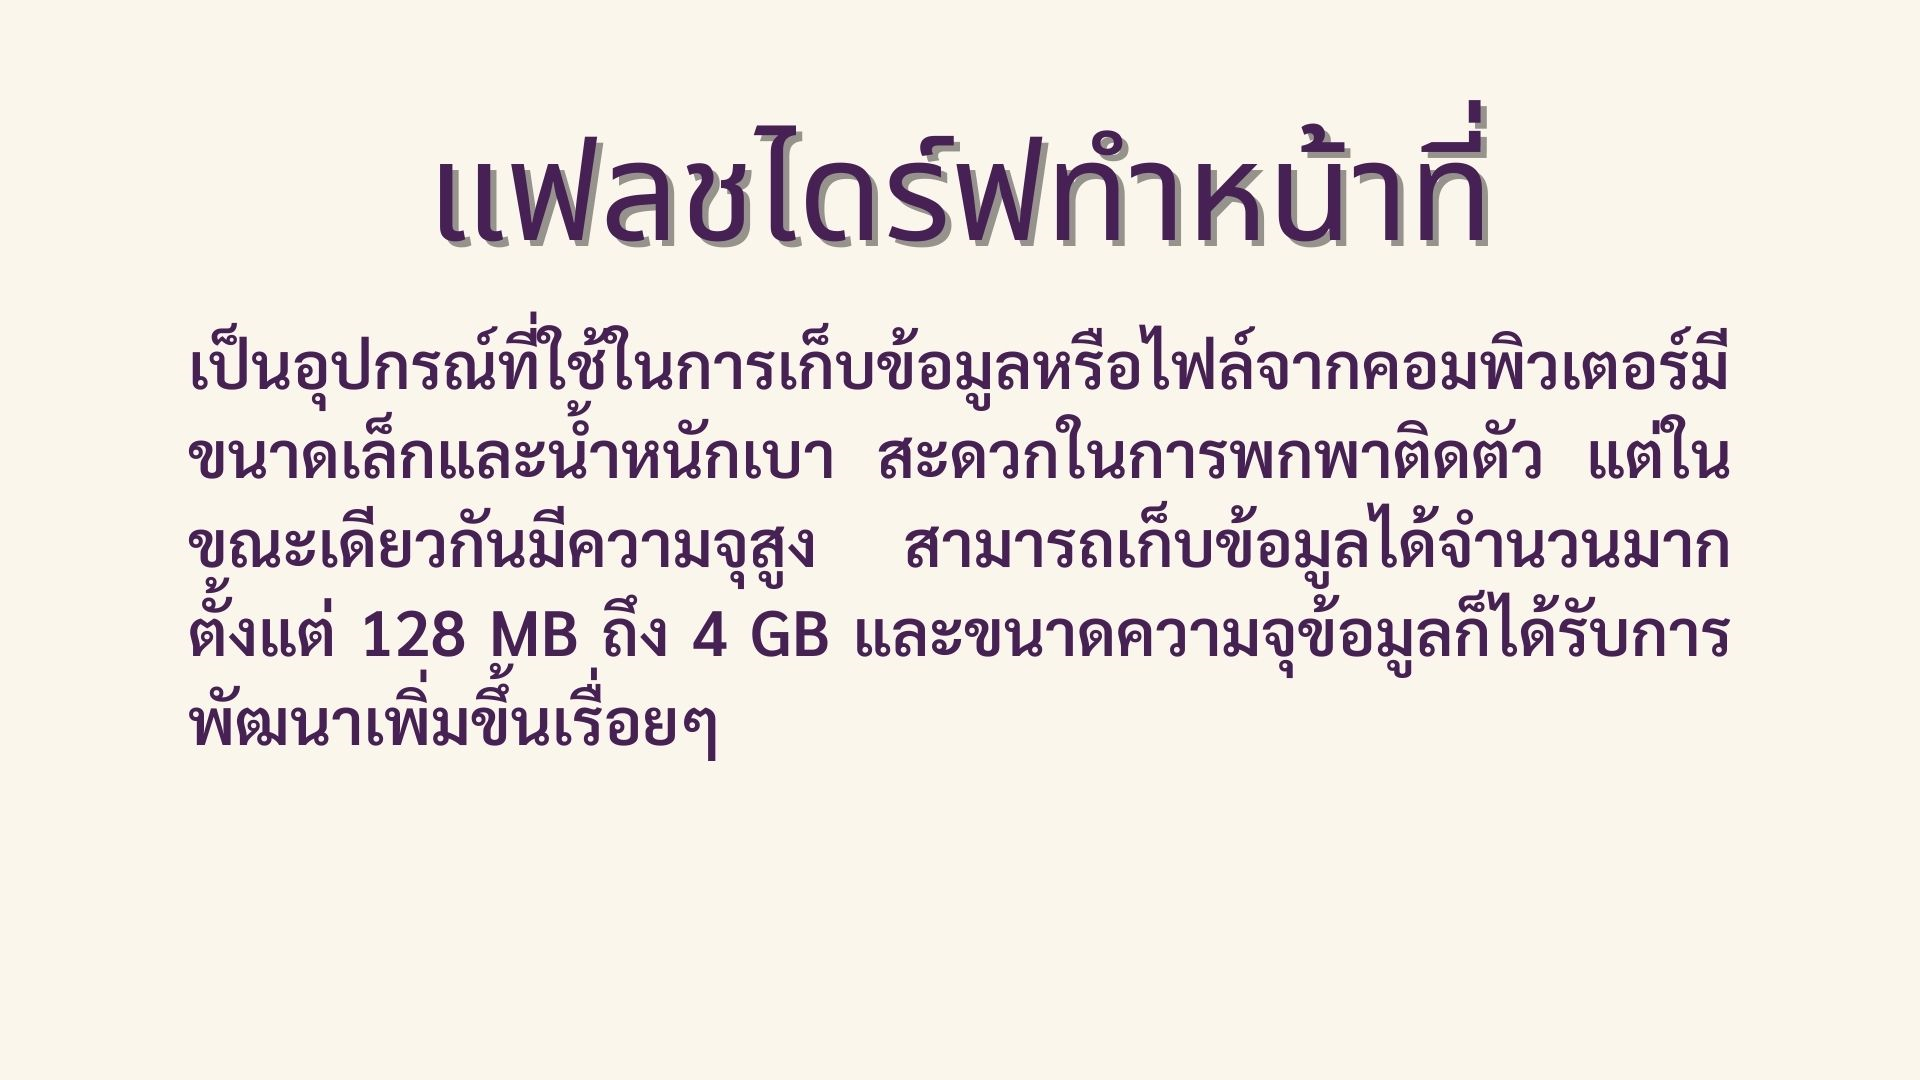 แฟลชไดร์ฟทำหน้าที่
เป็นอุปกรณ์ที่ใช้ในการเก็บข้อมูลหรือไฟล์จากคอมพิวเตอร์มี
ขนาดเล็กและน้ำหนักเบา สะดวกในการพกพาติดตัว แต่ใน
ขณะเดียวกันมีความจุสูง สามารถเก็บข้อมูลได้จำนวนมาก
ตั้งแต่ 128 MB ถึง 4 GB และขนาดความจุข้อมูลก็ได้รับการ
พัฒนาเพิ่มขึ้นเรื่อยๆ